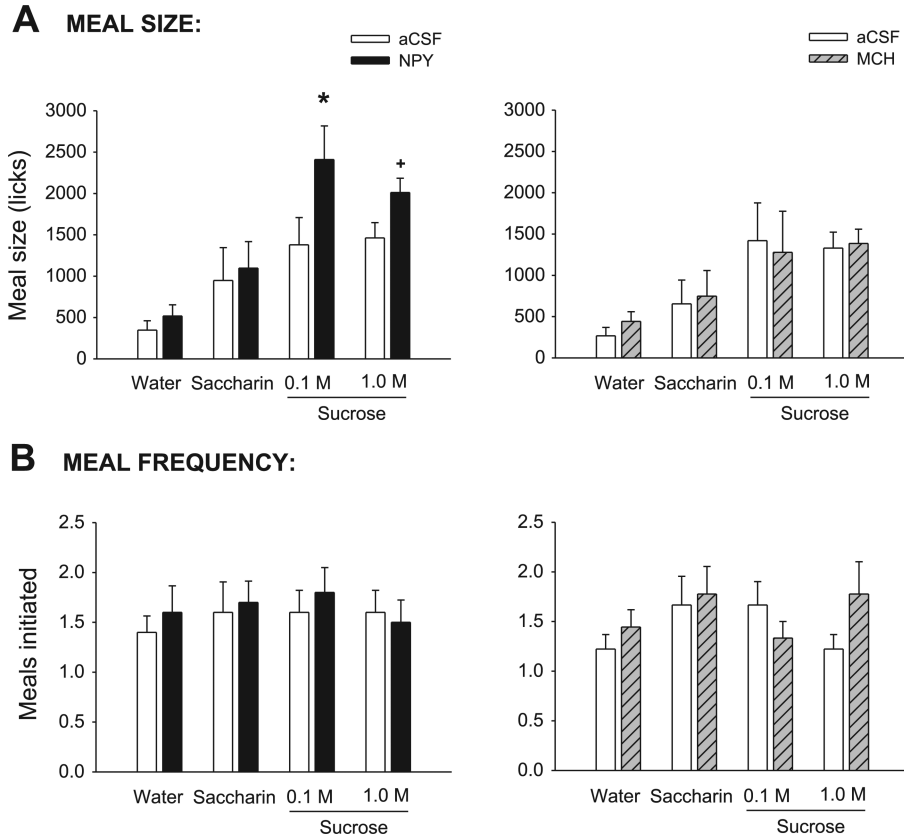 A MEAL SIZE:
aCSF
NPY
aCSF
MCH
Meal size (licks)
3000
2500
2000
1500
1000
500
0
*
+
Water Saccharin 0.1 M 1.0 M
Sucrose
3000
2500
2000
1500
1000
500
0
Water Saccharin 0.1 M 1.0 M
Sucrose
B MEAL FREQUENCY:
Meals initiated
2.5
2.0
1.5
1.0
0.5
0.0
Water Saccharin 0.1 M 1.0 M
Sucrose
2.5
2.0
1.5
1.0
0.5
0.0
Water Saccharin 0.1 M 1.0 M
Sucrose